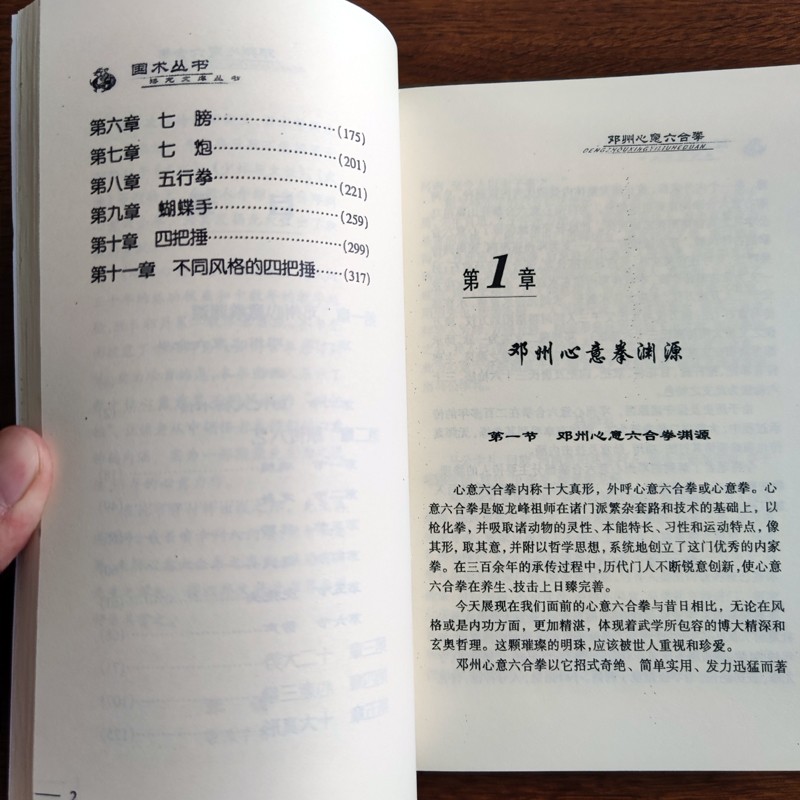 国术丛书
第六章 七 膀……………………(175)
第七章 七 炮……………………(201)
第八章 五行拳……………………(221)
第九章 蝴蝶手……………………(259)
第十章 四把捶……………………(299)
第十一章 不同风格的四把捶……(317)
2
邓州心意六合拳
第1章
邓州心意拳渊源
第一节 邓州心意六合拳渊源
心意六合拳内称十大真形，外呼心意六合拳或心意拳。心
意六合拳是姬龙峰祖师在诸门派繁杂套路和技术的基础上，以
枪化拳，并吸取诸动物的灵性、本能特长、习性和运动特点，像
其形，取其意，并附以哲学思想，系统地创立了这门优秀的内家
拳。在三百余年的承传过程中，历代门人不断锐意创新，使心意
六合拳在养生、技击上日臻完善。
今天展现在我们面前的心意六合拳与昔日相比，无论在风
格或是内功方面，更加精湛，体现着武学所包容的博大精深和
玄奥哲理。这颗璀璨的明珠，应该被世人重视和珍爱。
邓州心意六合拳以它招式奇绝、简单实用、发力迅猛而著